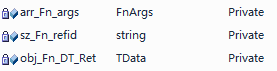 arr_Fn_args FnArgs Private
sz_Fn_refid string Private
obj_Fn_DT_Ret TData Private